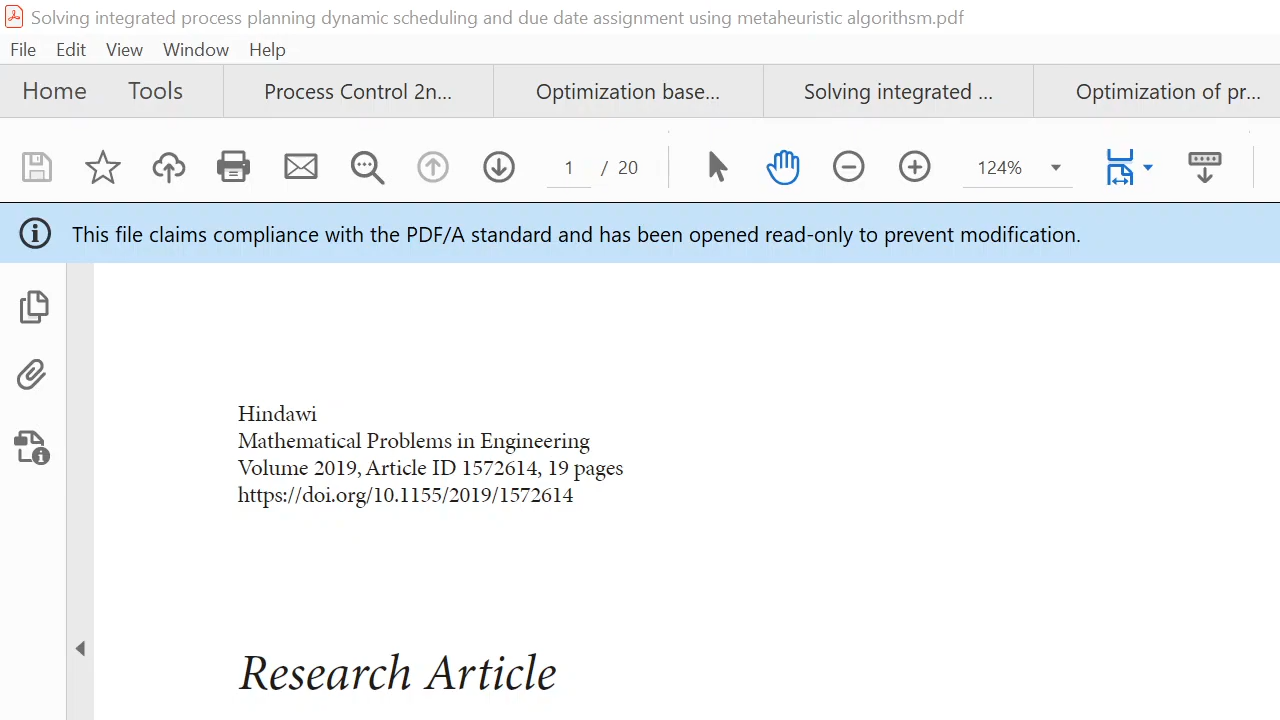 Solving integrated process planning dynamic scheduling and due date assignment using metaheuristic algorithsm.pdf
File Edit View Window Help
Home Tools Process Control 2n... Optimization base... Solving integrated ... Optimization of pr...
1 / 20 124%
This file claims compliance with the PDF/A standard and has been opened read-only to prevent modification.
Hindawi
Mathematical Problems in Engineering
Volume 2019, Article ID 1572614, 19 pages
https://doi.org/10.1155/2019/1572614
Research Article